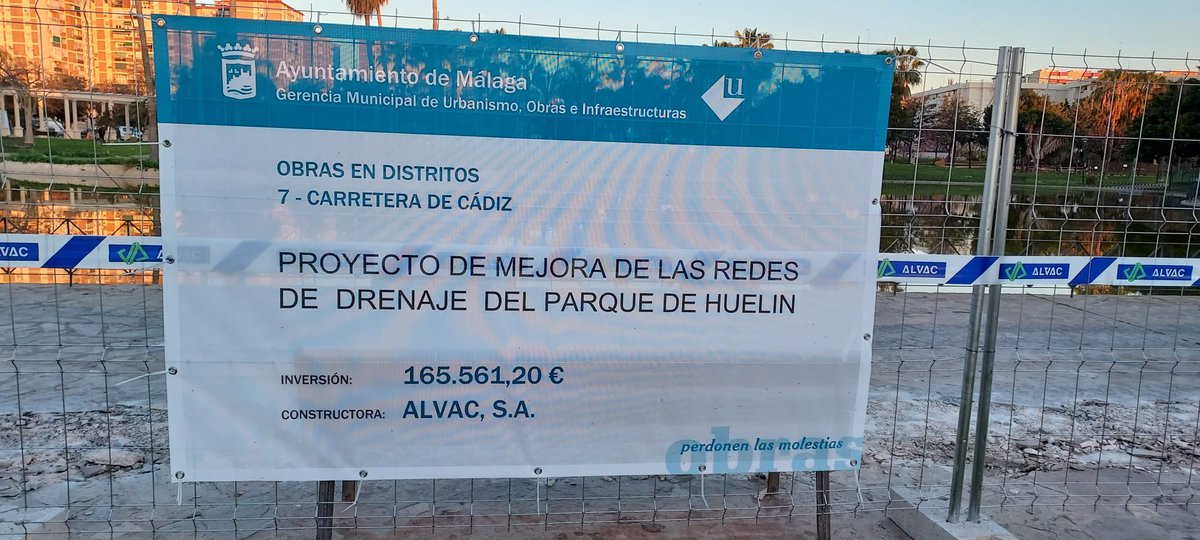 Ayuntamiento de Málaga
Gerencia Municipal de Urbanismo, Obras e Infraestructuras
u
OBRAS EN DISTRITOS
7 - CARRETERA DE CÁDIZ
ALVAC
ALVAC
PROYECTO DE MEJORA DE LAS REDES
DE DRENAJE DEL PARQUE DE HUELIN
ALVAC
ALVAC
ALVAC
INVERSIÓN: 165.561,20 €
CONSTRUCTORA: ALVAC, S.A.
obras
perdonen las molestias